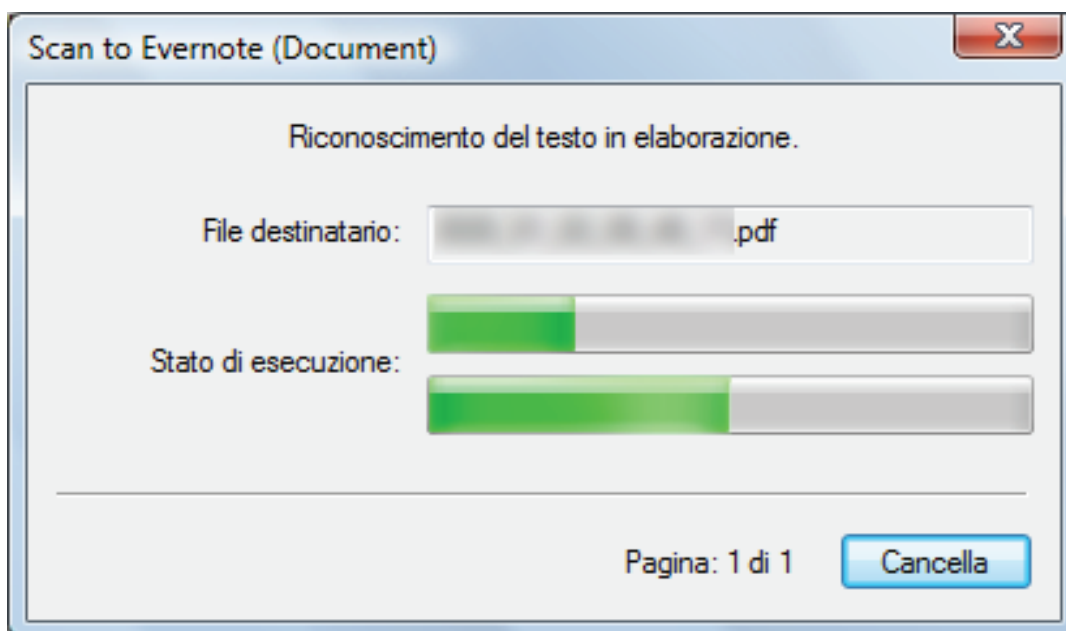 Scan to Evernote (Document)
Riconoscimento del testo in elaborazione.
File destinatario: .pdf
Stato di esecuzione:
Pagina: 1 di 1 Cancella